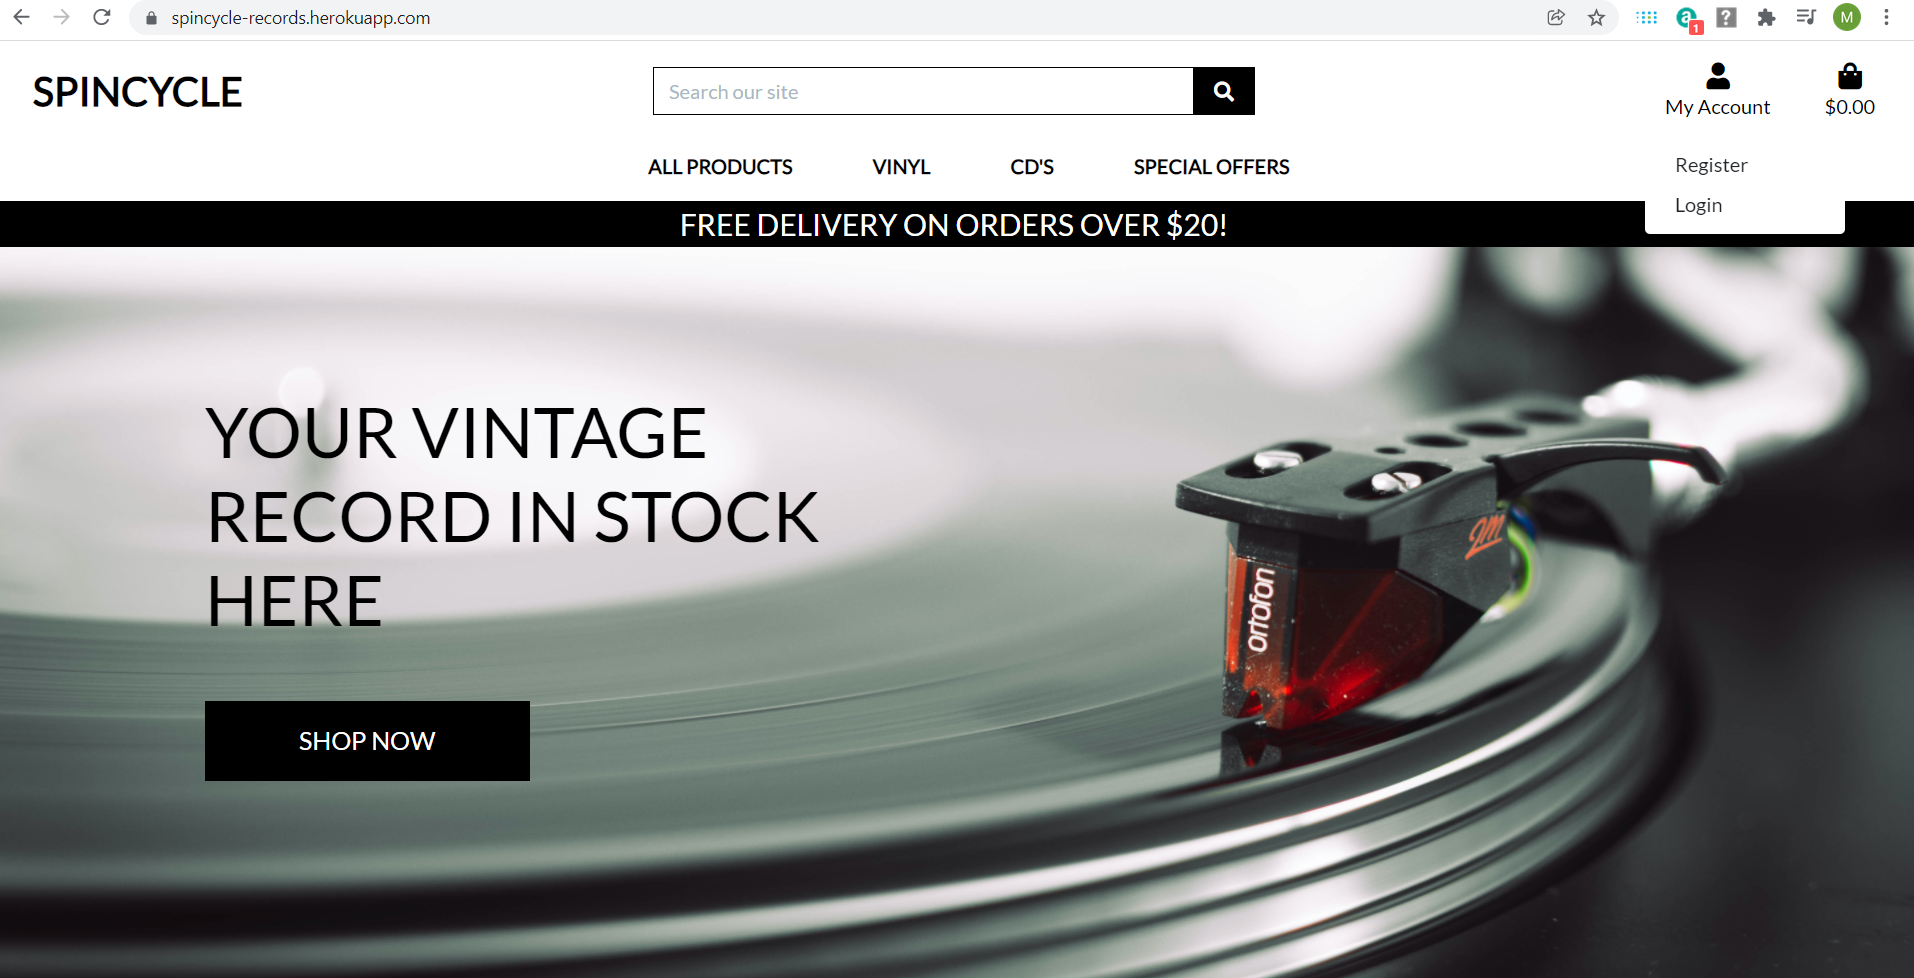 spincycle-records.herokuapp.com
1
M
SPINCYCLE
Search our site
My Account
$0.00
ALL PRODUCTS
VINYL
CD'S
SPECIAL OFFERS
Register
Login
FREE DELIVERY ON ORDERS OVER $20!
YOUR VINTAGE
RECORD IN STOCK
HERE
SHOP NOW
2M
ortofon